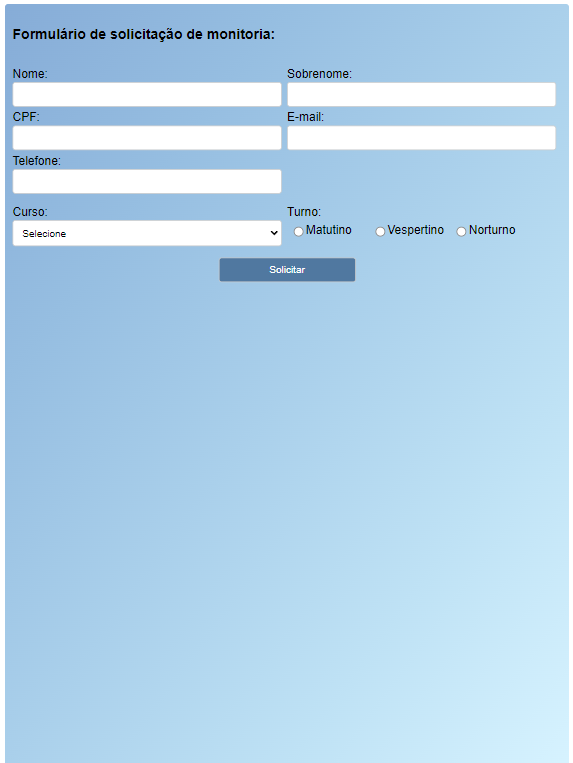 Formulário de solicitação de monitoria:
Nome: Sobrenome:
CPF: E-mail:
Telefone:
Curso: Turno:
Selecione Matutino Vespertino Norturno
Solicitar